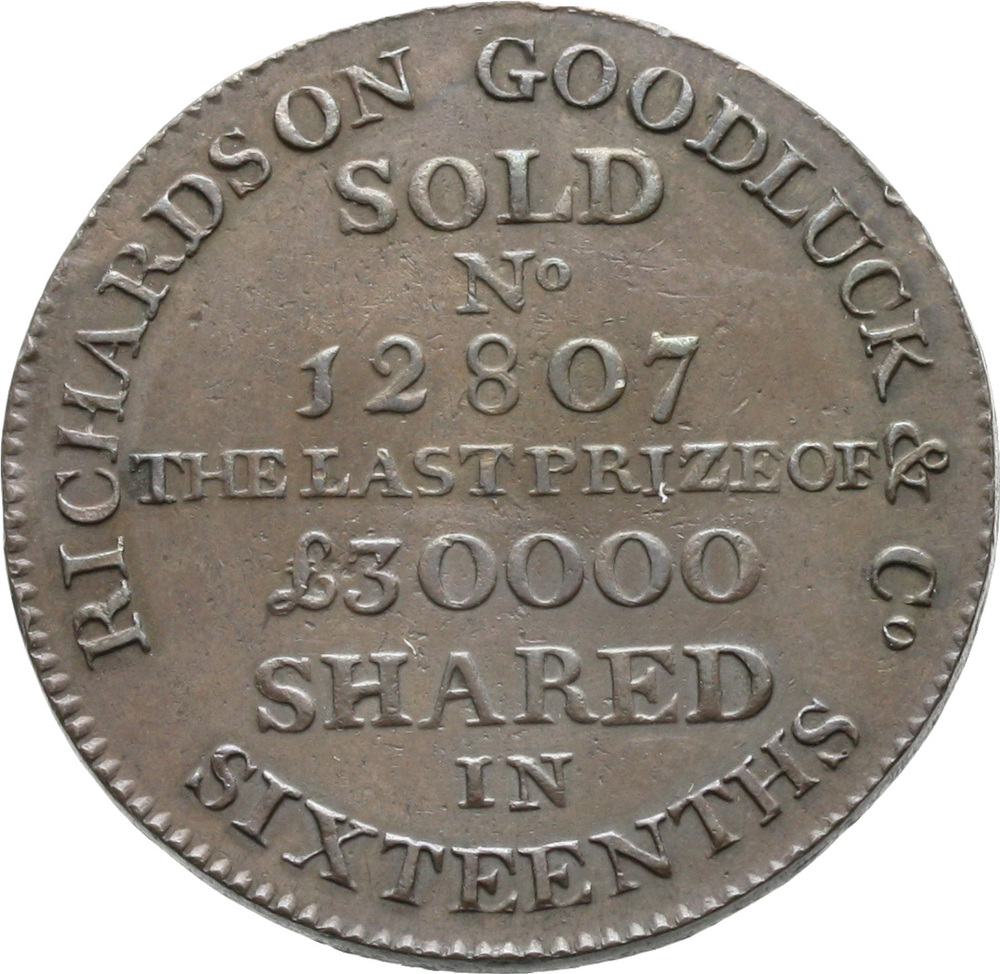 RICHARDSON GOODLUCK & Co
SOLD
No
12807
THE LAST PRIZE OF
£30000
SHARED
IN
SIXTEENTHS